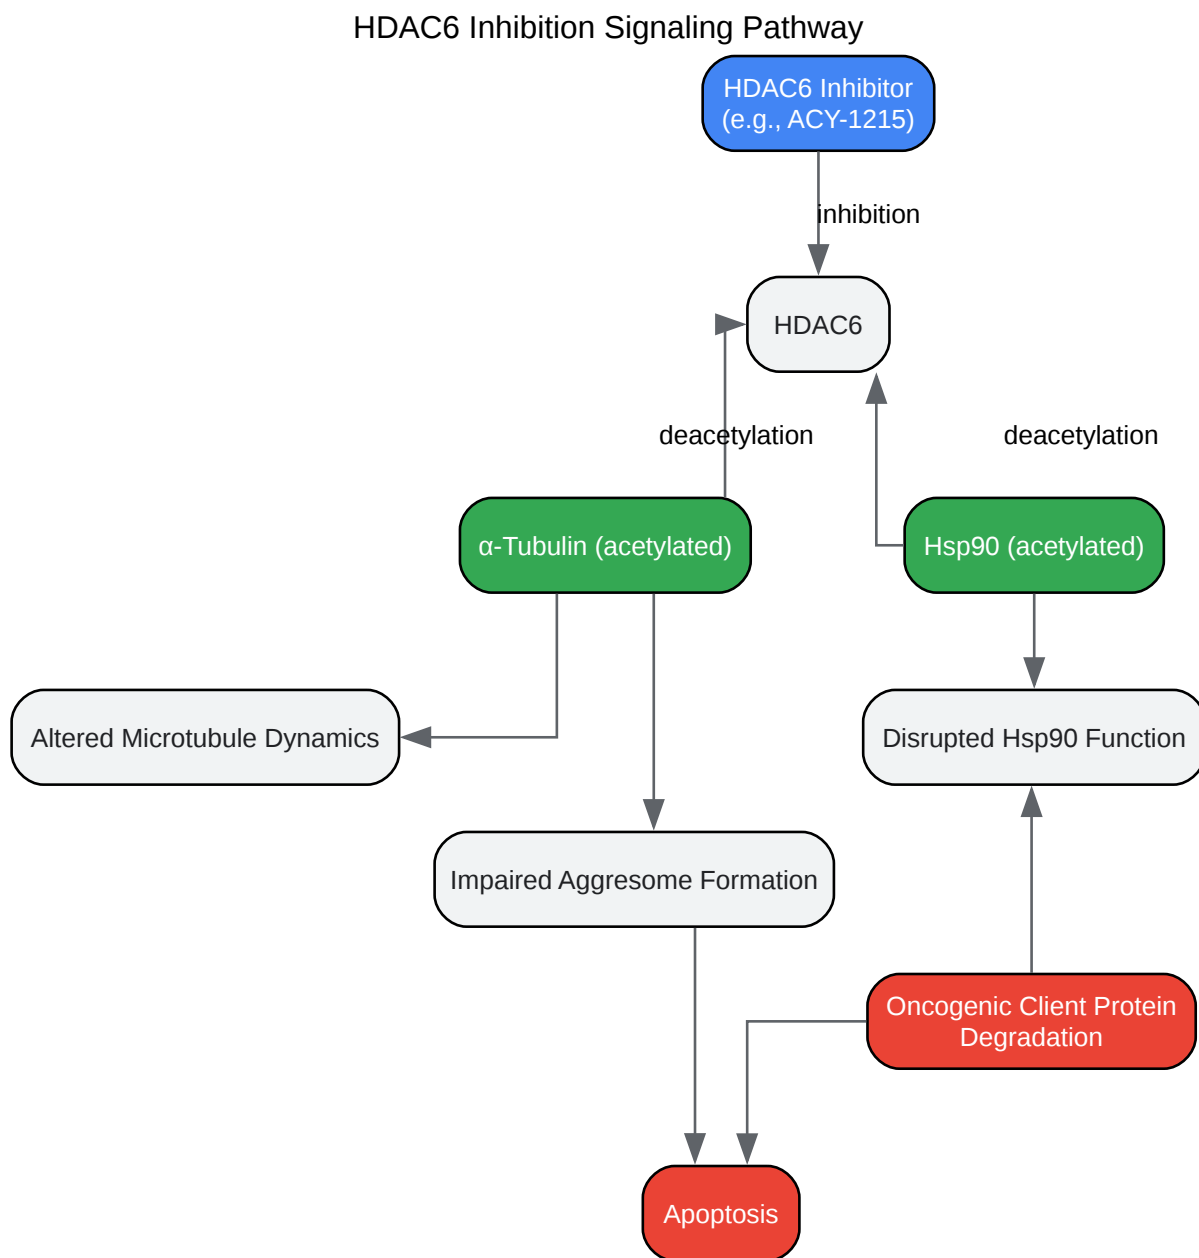 HDAC6 Inhibition Signaling Pathway
HDAC6 Inhibitor
(e.g., ACY-1215)
inhibition
HDAC6
deacetylation
deacetylation
α-Tubulin (acetylated)
Hsp90 (acetylated)
Altered Microtubule Dynamics
Disrupted Hsp90 Function
Impaired Aggresome Formation
Oncogenic Client Protein
Degradation
Apoptosis